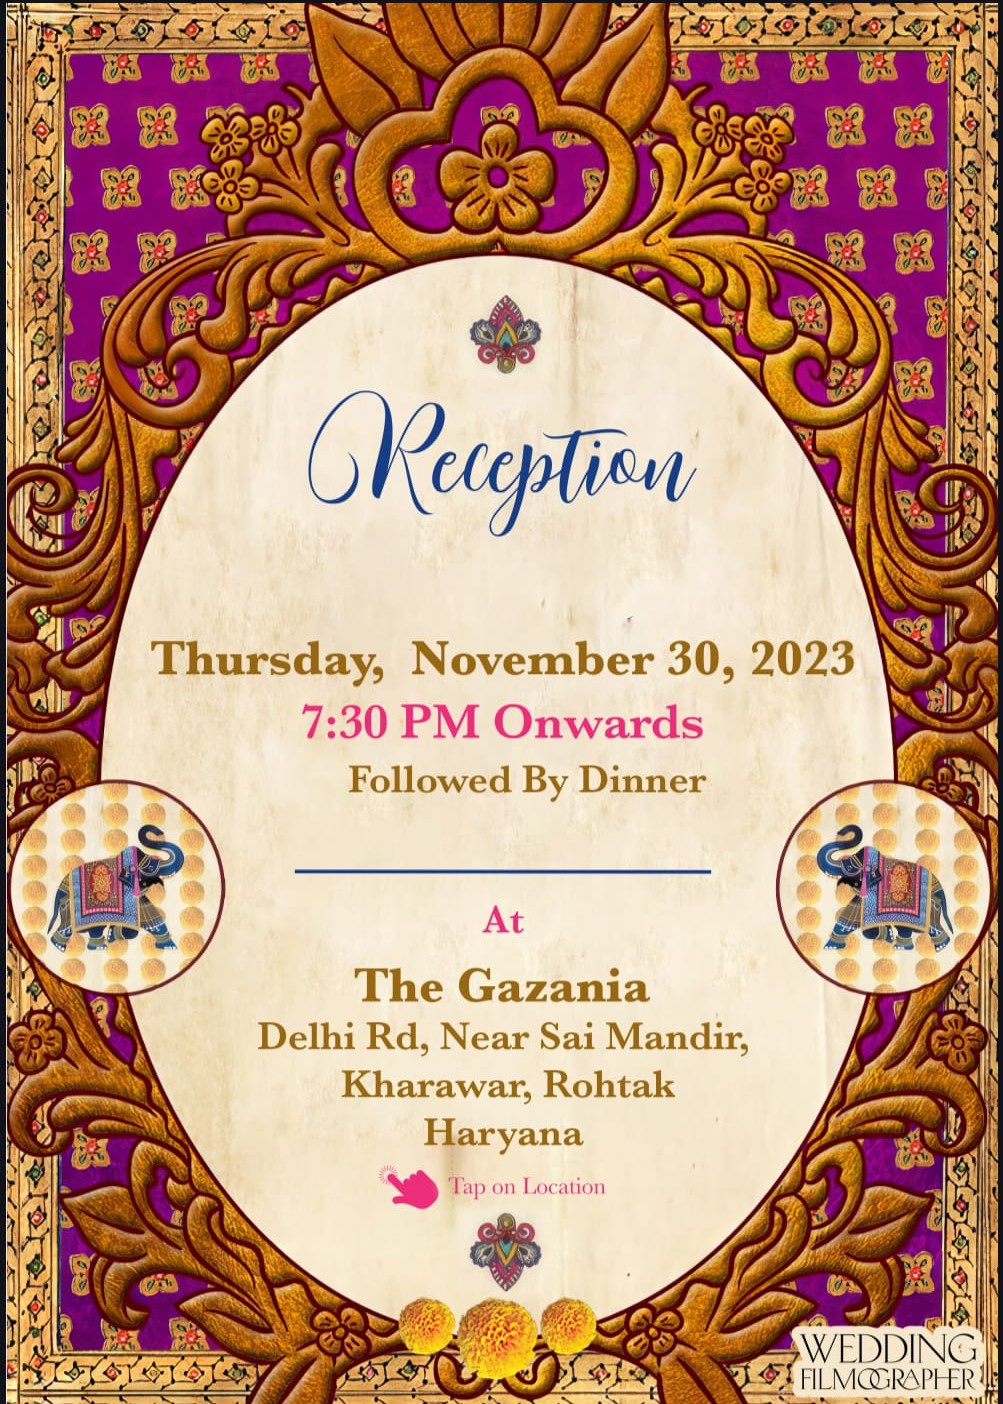 Reception
Thursday, November 30, 2023
7:30 PM Onwards
Followed By Dinner
At
The Gazania
Delhi Rd, Near Sai Mandir,
Kharawar, Rohtak
Haryana
Tap on Location
WEDDING
FILMOGRAPHER